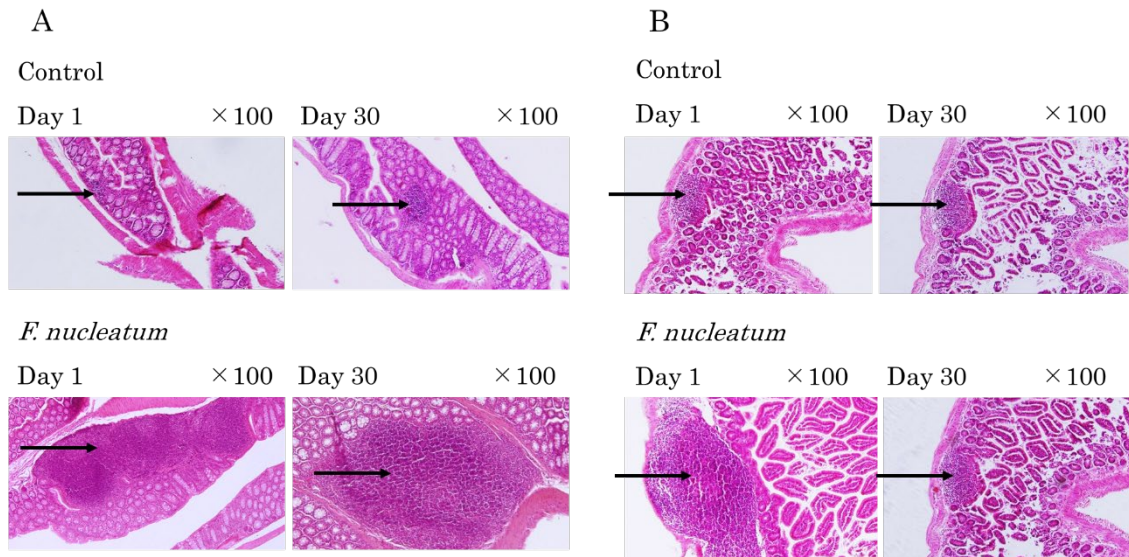 A
Control
Day 1 ×100 Day 30 ×100
F. nucleatum
Day 1 ×100 Day 30 ×100
B
Control
Day 1 ×100 Day 30 ×100
F. nucleatum
Day 1 ×100 Day 30 ×100